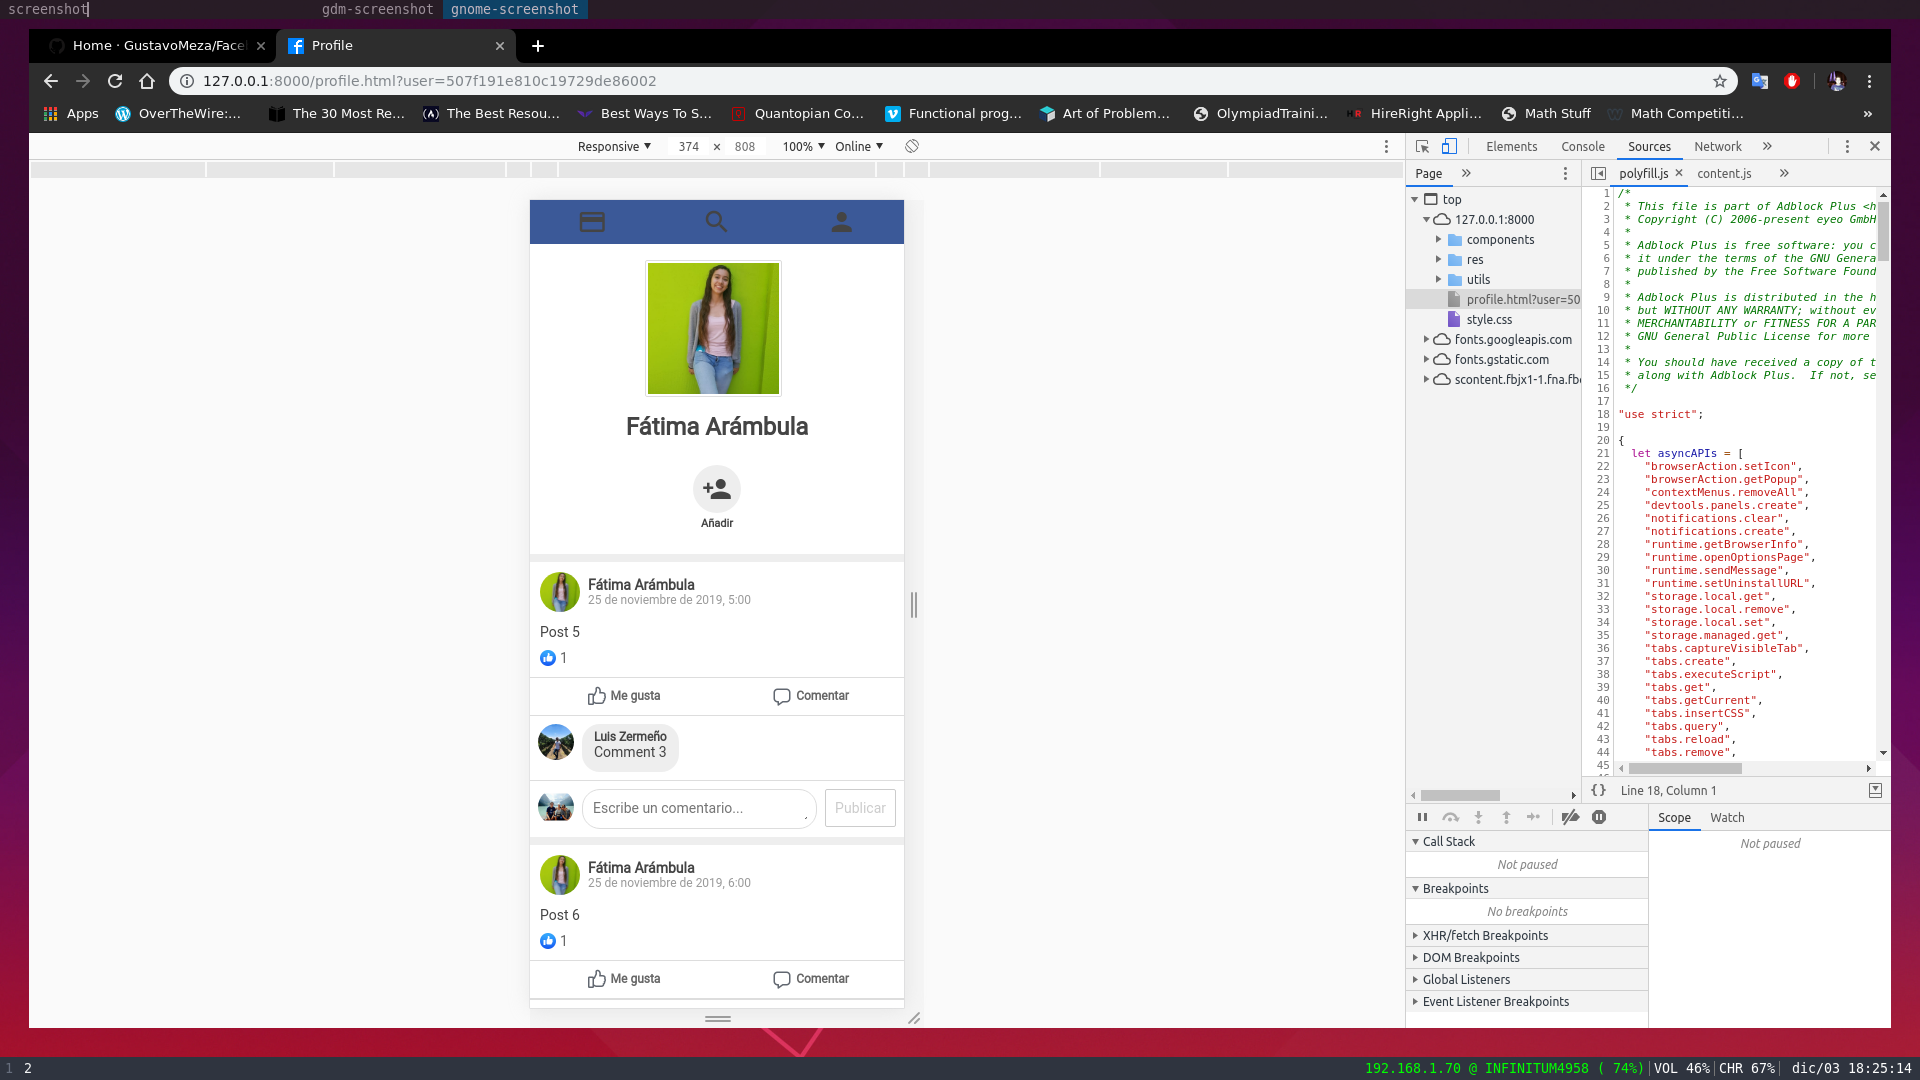 screenshot gdm-screenshot gnome-screenshot
Home · GustavoMeza/Face Profile
127.0.0.1:8000/profile.html?user=507f191e810c19729de86002
Apps OverTheWire:... The 30 Most Re... The Best Resou... Best Ways To S... Quantopian Co... Functional prog... Art of Problem... OlympiadTraini... HireRight Appli... Math Stuff Math Competiti... »
Responsive 374 × 808 100% Online
Elements Console Sources Network »
Page » polyfill.js content.js »
top
127.0.0.1:8000
components
res
utils
profile.html?user=50
style.css
fonts.googleapis.com
fonts.gstatic.com
scontent.fbjx1-1.fna.fbc
1 /*
2 * This file is part of Adblock Plus <h
3 * Copyright (C) 2006-present eyeo GmbH
4 *
5 * Adblock Plus is free software: you c
6 * it under the terms of the GNU Genera
7 * published by the Free Software Found
8 *
9 * Adblock Plus is distributed in the h
10 * but WITHOUT ANY WARRANTY; without ev
11 * MERCHANTABILITY or FITNESS FOR A PAR
12 * GNU General Public License for more
13 *
14 * You should have received a copy of t
15 * along with Adblock Plus.  If not, se
16 */
17
18 "use strict";
19
20 {
21 let asyncAPIs = [
22 "browserAction.setIcon",
23 "browserAction.getPopup",
24 "contextMenus.removeAll",
25 "devtools.panels.create",
26 "notifications.clear",
27 "notifications.create",
28 "runtime.getBrowserInfo",
29 "runtime.openOptionsPage",
30 "runtime.sendMessage",
31 "runtime.setUninstallURL",
32 "storage.local.get",
33 "storage.local.remove",
34 "storage.local.set",
35 "storage.managed.get",
36 "tabs.captureVisibleTab",
37 "tabs.create",
38 "tabs.executeScript",
39 "tabs.get",
40 "tabs.getCurrent",
41 "tabs.insertCSS",
42 "tabs.query",
43 "tabs.reload",
44 "tabs.remove",
45
{} Line 18, Column 1
Scope Watch
Call Stack
Not paused
Not paused
Breakpoints
No breakpoints
XHR/fetch Breakpoints
DOM Breakpoints
Global Listeners
Event Listener Breakpoints
Fátima Arámbula
Añadir
Fátima Arámbula
25 de noviembre de 2019, 5:00
Post 5
1
Me gusta Comentar
Luis Zermeño
Comment 3
Escribe un comentario... Publicar
Fátima Arámbula
25 de noviembre de 2019, 6:00
Post 6
1
Me gusta Comentar
1 2 192.168.1.70 @ INFINITUM4958 ( 74%) VOL 46% CHR 67% dic/03 18:25:14